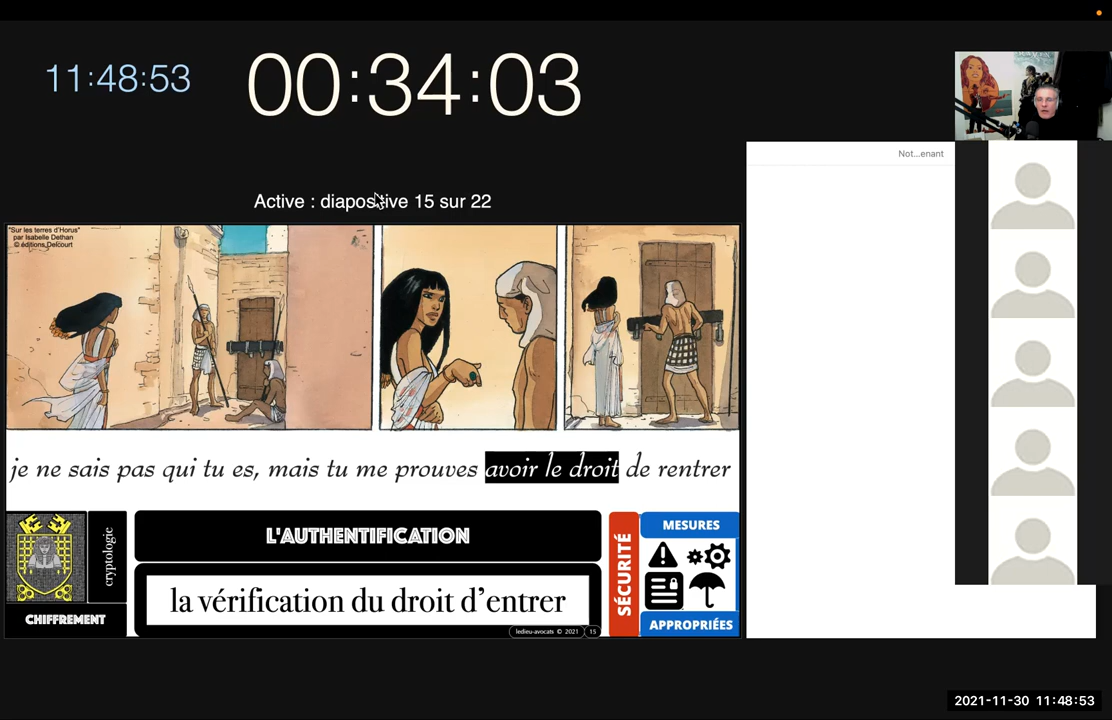 11:48:53
00:34:03
Not...enant
Active : diapositive 15 sur 22
"Sur les terres d'Horus"
par Isabelle Dethan
© éditions Delcourt
je ne sais pas qui tu es, mais tu me prouves avoir le droit de rentrer
cryptologic
CHIFFREMENT
L'AUTHENTIFICATION
la vérification du droit d'entrer
ledieu-avocats © 2021 15
SÉCURITÉ
MESURES
APPROPRIÉES
2021-11-30 11:48:53